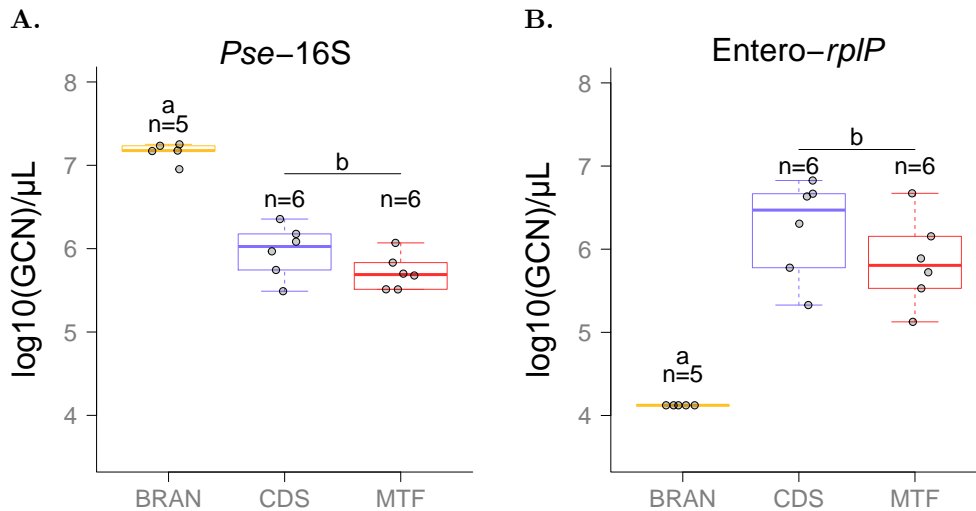 A.
Pse–16S
log10(GCN)/μL
8
7
6
5
4
a
n=5
b
n=6
n=6
BRAN
CDS
MTF
B.
Entero–rplP
log10(GCN)/μL
8
7
6
5
4
a
n=5
b
n=6
n=6
BRAN
CDS
MTF